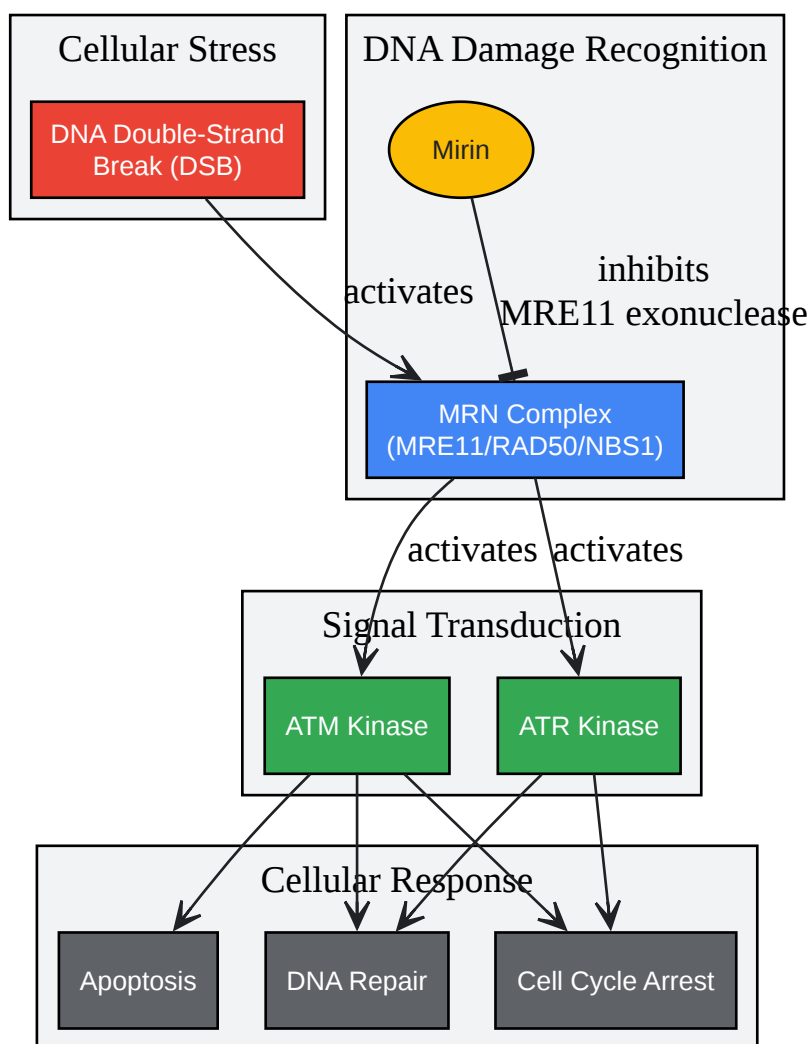 Cellular Stress
DNA Damage Recognition
DNA Double-Strand
Break (DSB)
Mirin
activates
inhibits
MRE11 exonuclease
MRN Complex
(MRE11/RAD50/NBS1)
activates
activates
Signal Transduction
ATM Kinase
ATR Kinase
Cellular Response
Apoptosis
DNA Repair
Cell Cycle Arrest